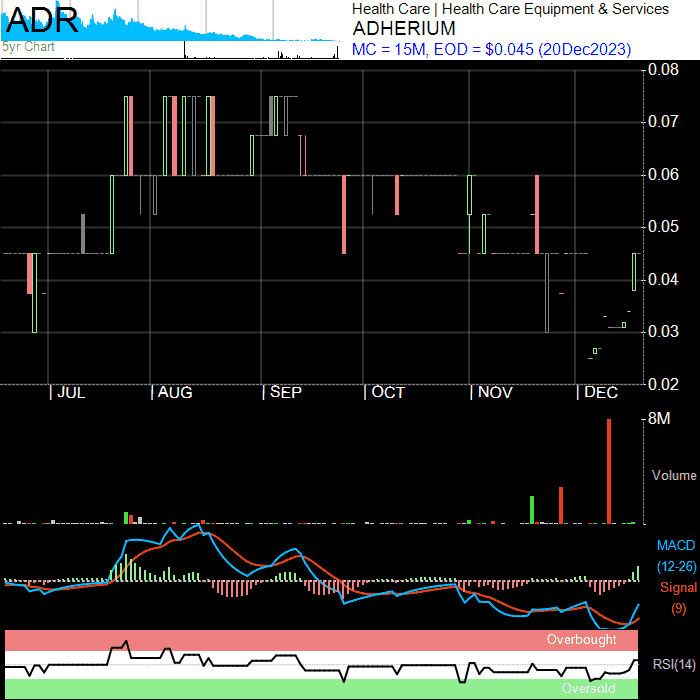 ADR
5yr Chart
Health Care | Health Care Equipment & Services
ADHERIUM
MC = 15M, EOD = $0.045 (20Dec2023)
0.08
0.07
0.06
0.05
0.04
0.03
0.02
| JUL | AUG | SEP | OCT | NOV | DEC
8M
Volume
MACD
(12-26)
Signal
(9)
Overbought
RSI(14)
Oversold